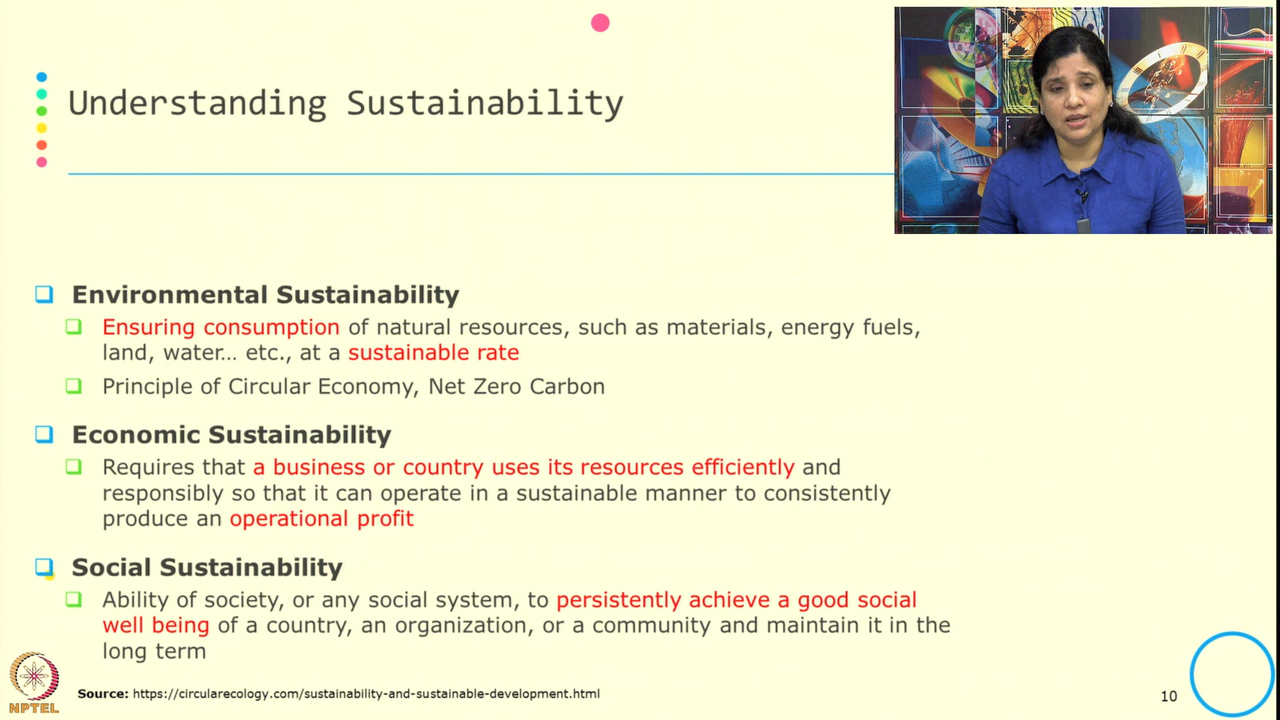 Understanding Sustainability
Environmental Sustainability
Ensuring consumption of natural resources, such as materials, energy fuels,
land, water... etc., at a sustainable rate
Principle of Circular Economy, Net Zero Carbon
Economic Sustainability
Requires that a business or country uses its resources efficiently and
responsibly so that it can operate in a sustainable manner to consistently
produce an operational profit
Social Sustainability
Ability of society, or any social system, to persistently achieve a good social
well being of a country, an organization, or a community and maintain it in the
long term
Source: https://circularecology.com/sustainability-and-sustainable-development.html
10
NPTEL